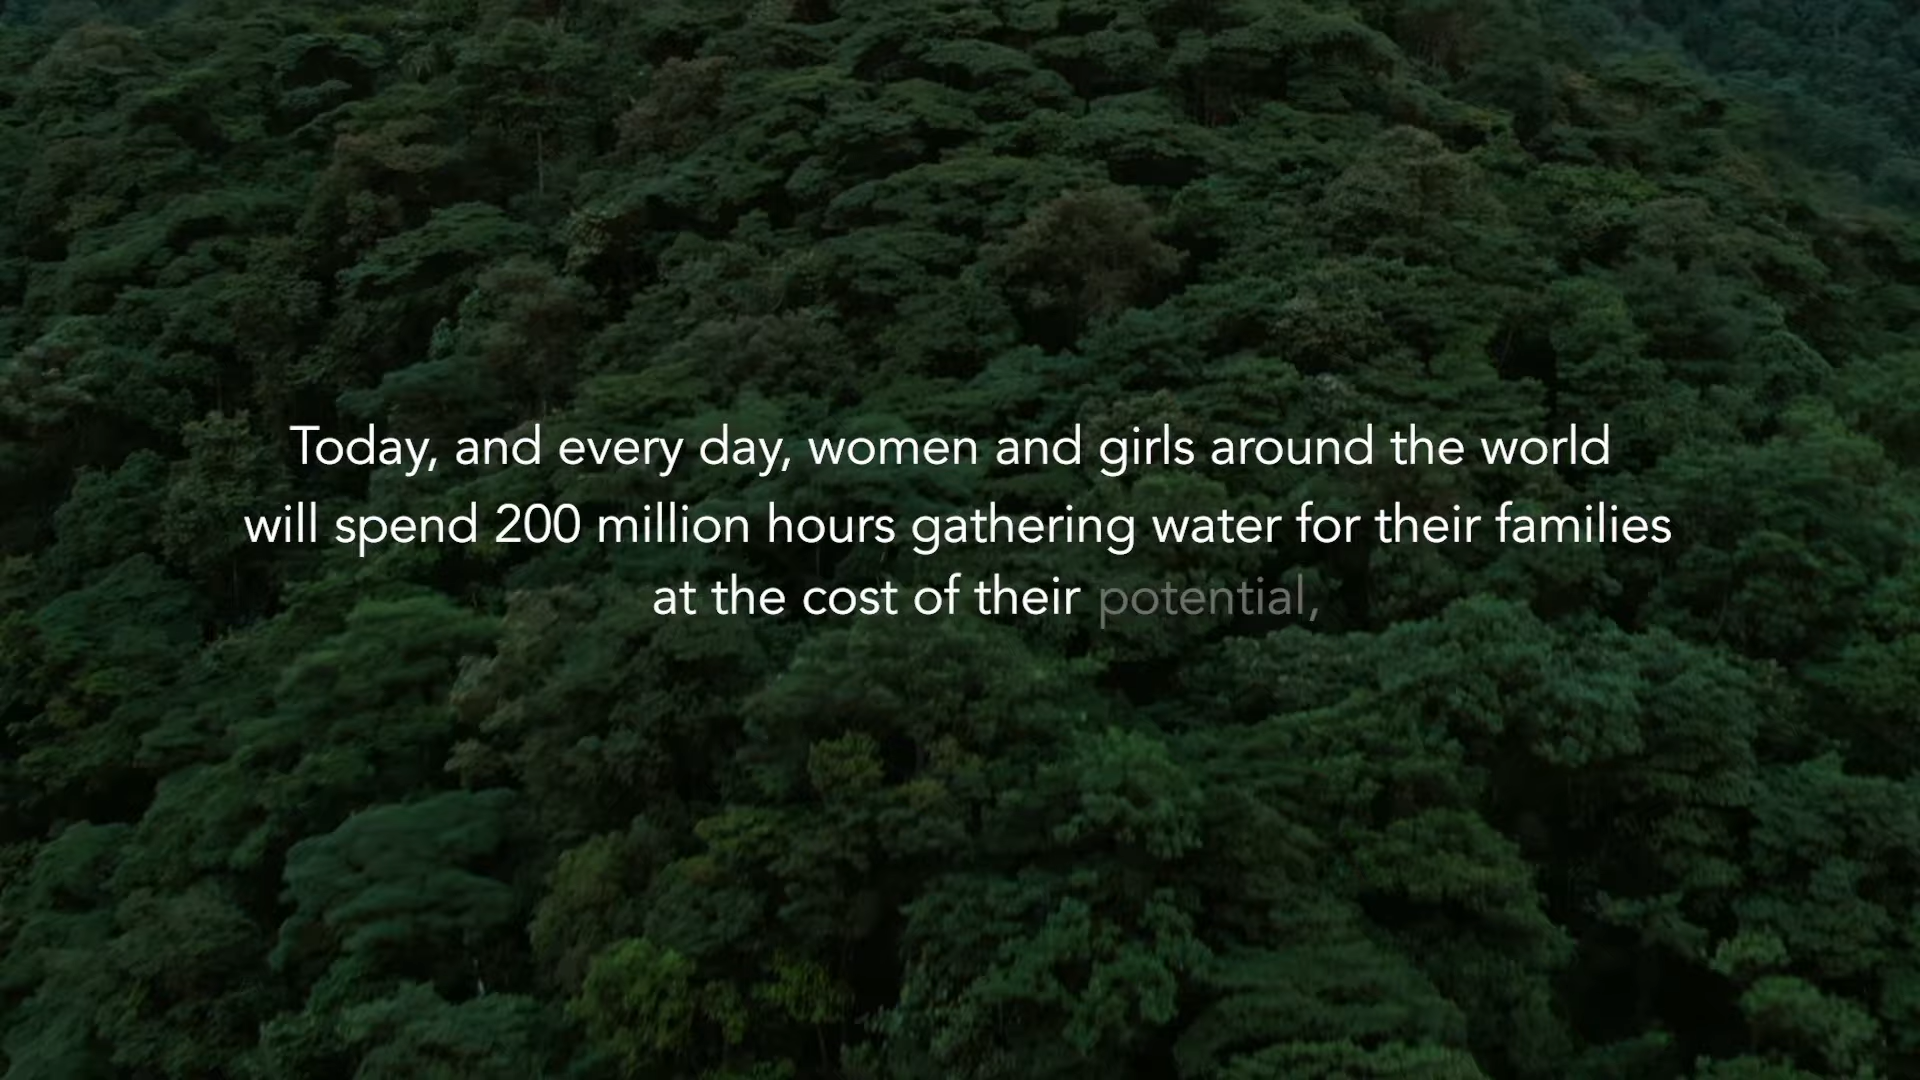 Today, and every day, women and girls around the world
will spend 200 million hours gathering water for their families
at the cost of their potential,